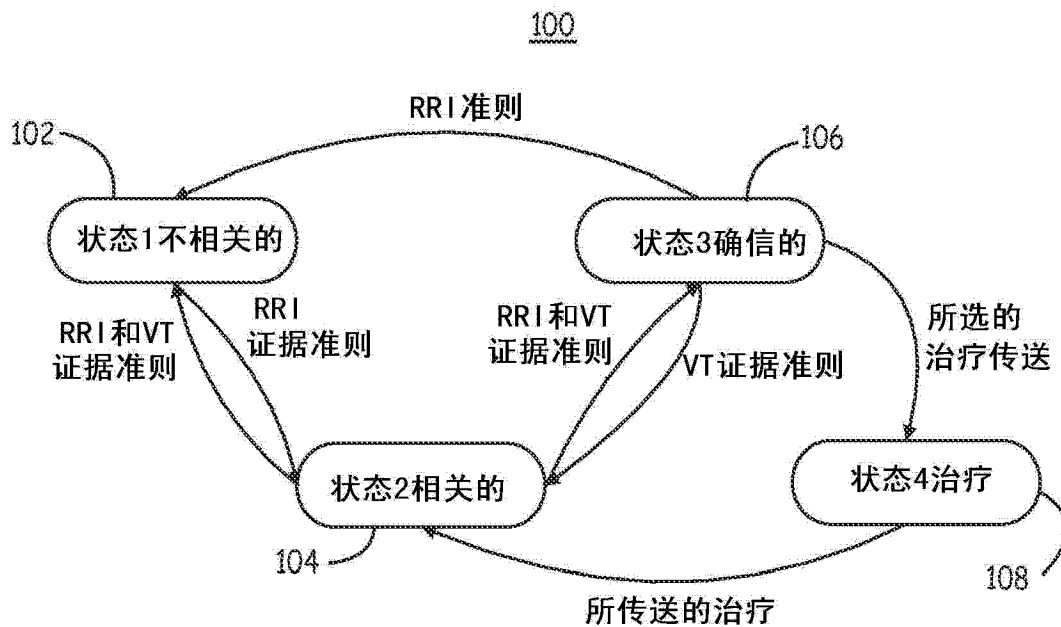 100
RRI准则
102
106
状态1不相关的
状态3确信的
RRI
证据准则
RRI和VT
证据准则
RRI和VT
证据准则
VT证据准则
所选的
治疗传送
状态2相关的
状态4治疗
104
108
所传送的治疗